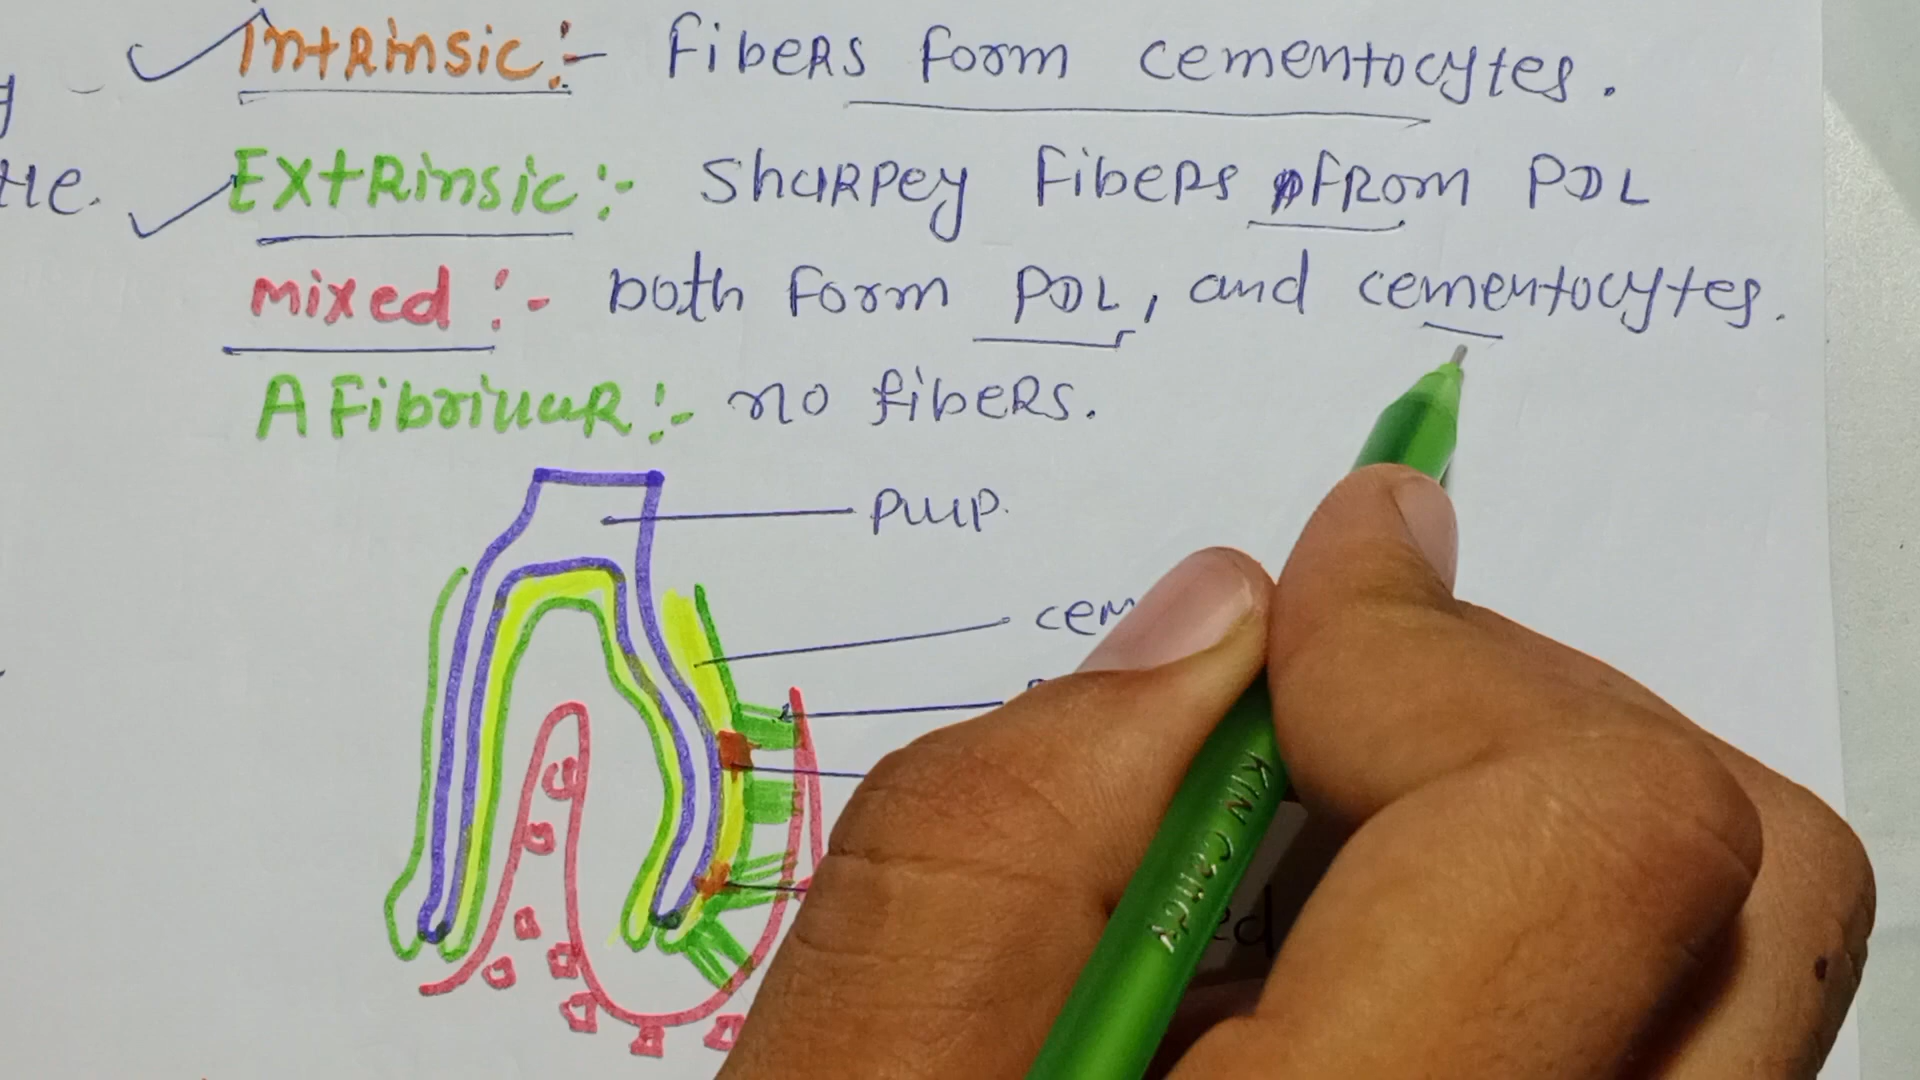 Intrinsic:- Fibers form cementocytes.
Extrinsic:- Sharpey Fibers from PDL
mixed:- both form PDL, and cementocytes.
AFibrillar:- no fibers.
Pulp.
cem